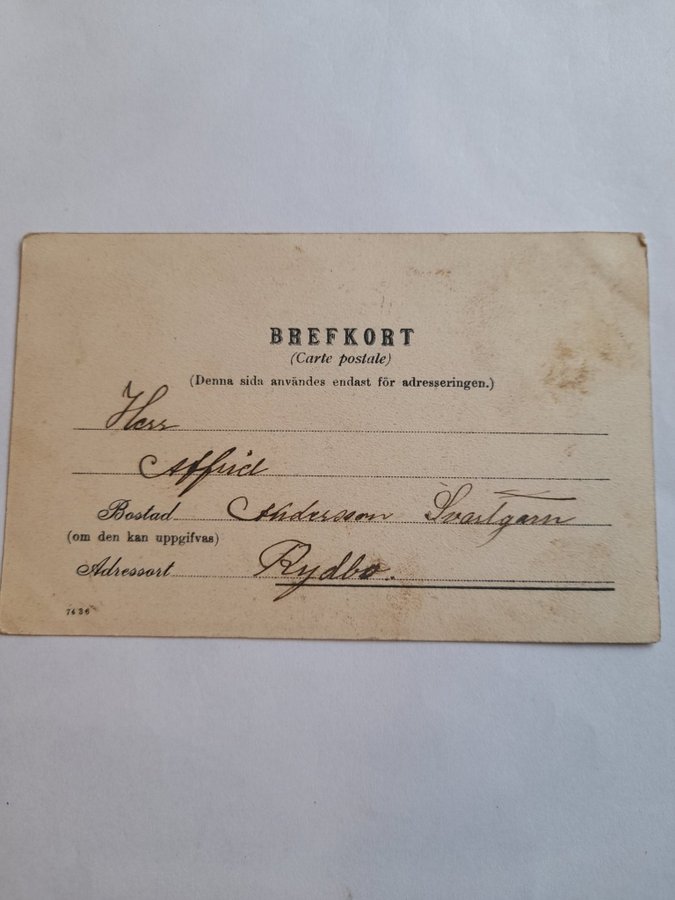 BREFKORT
(Carte postale)
(Denna sida användes endast för adresseringen.)
Herr
Alfrid
Bostad Andersson Svartgarn
(om den kan uppgifvas)
Adressort Rydbo.
7436